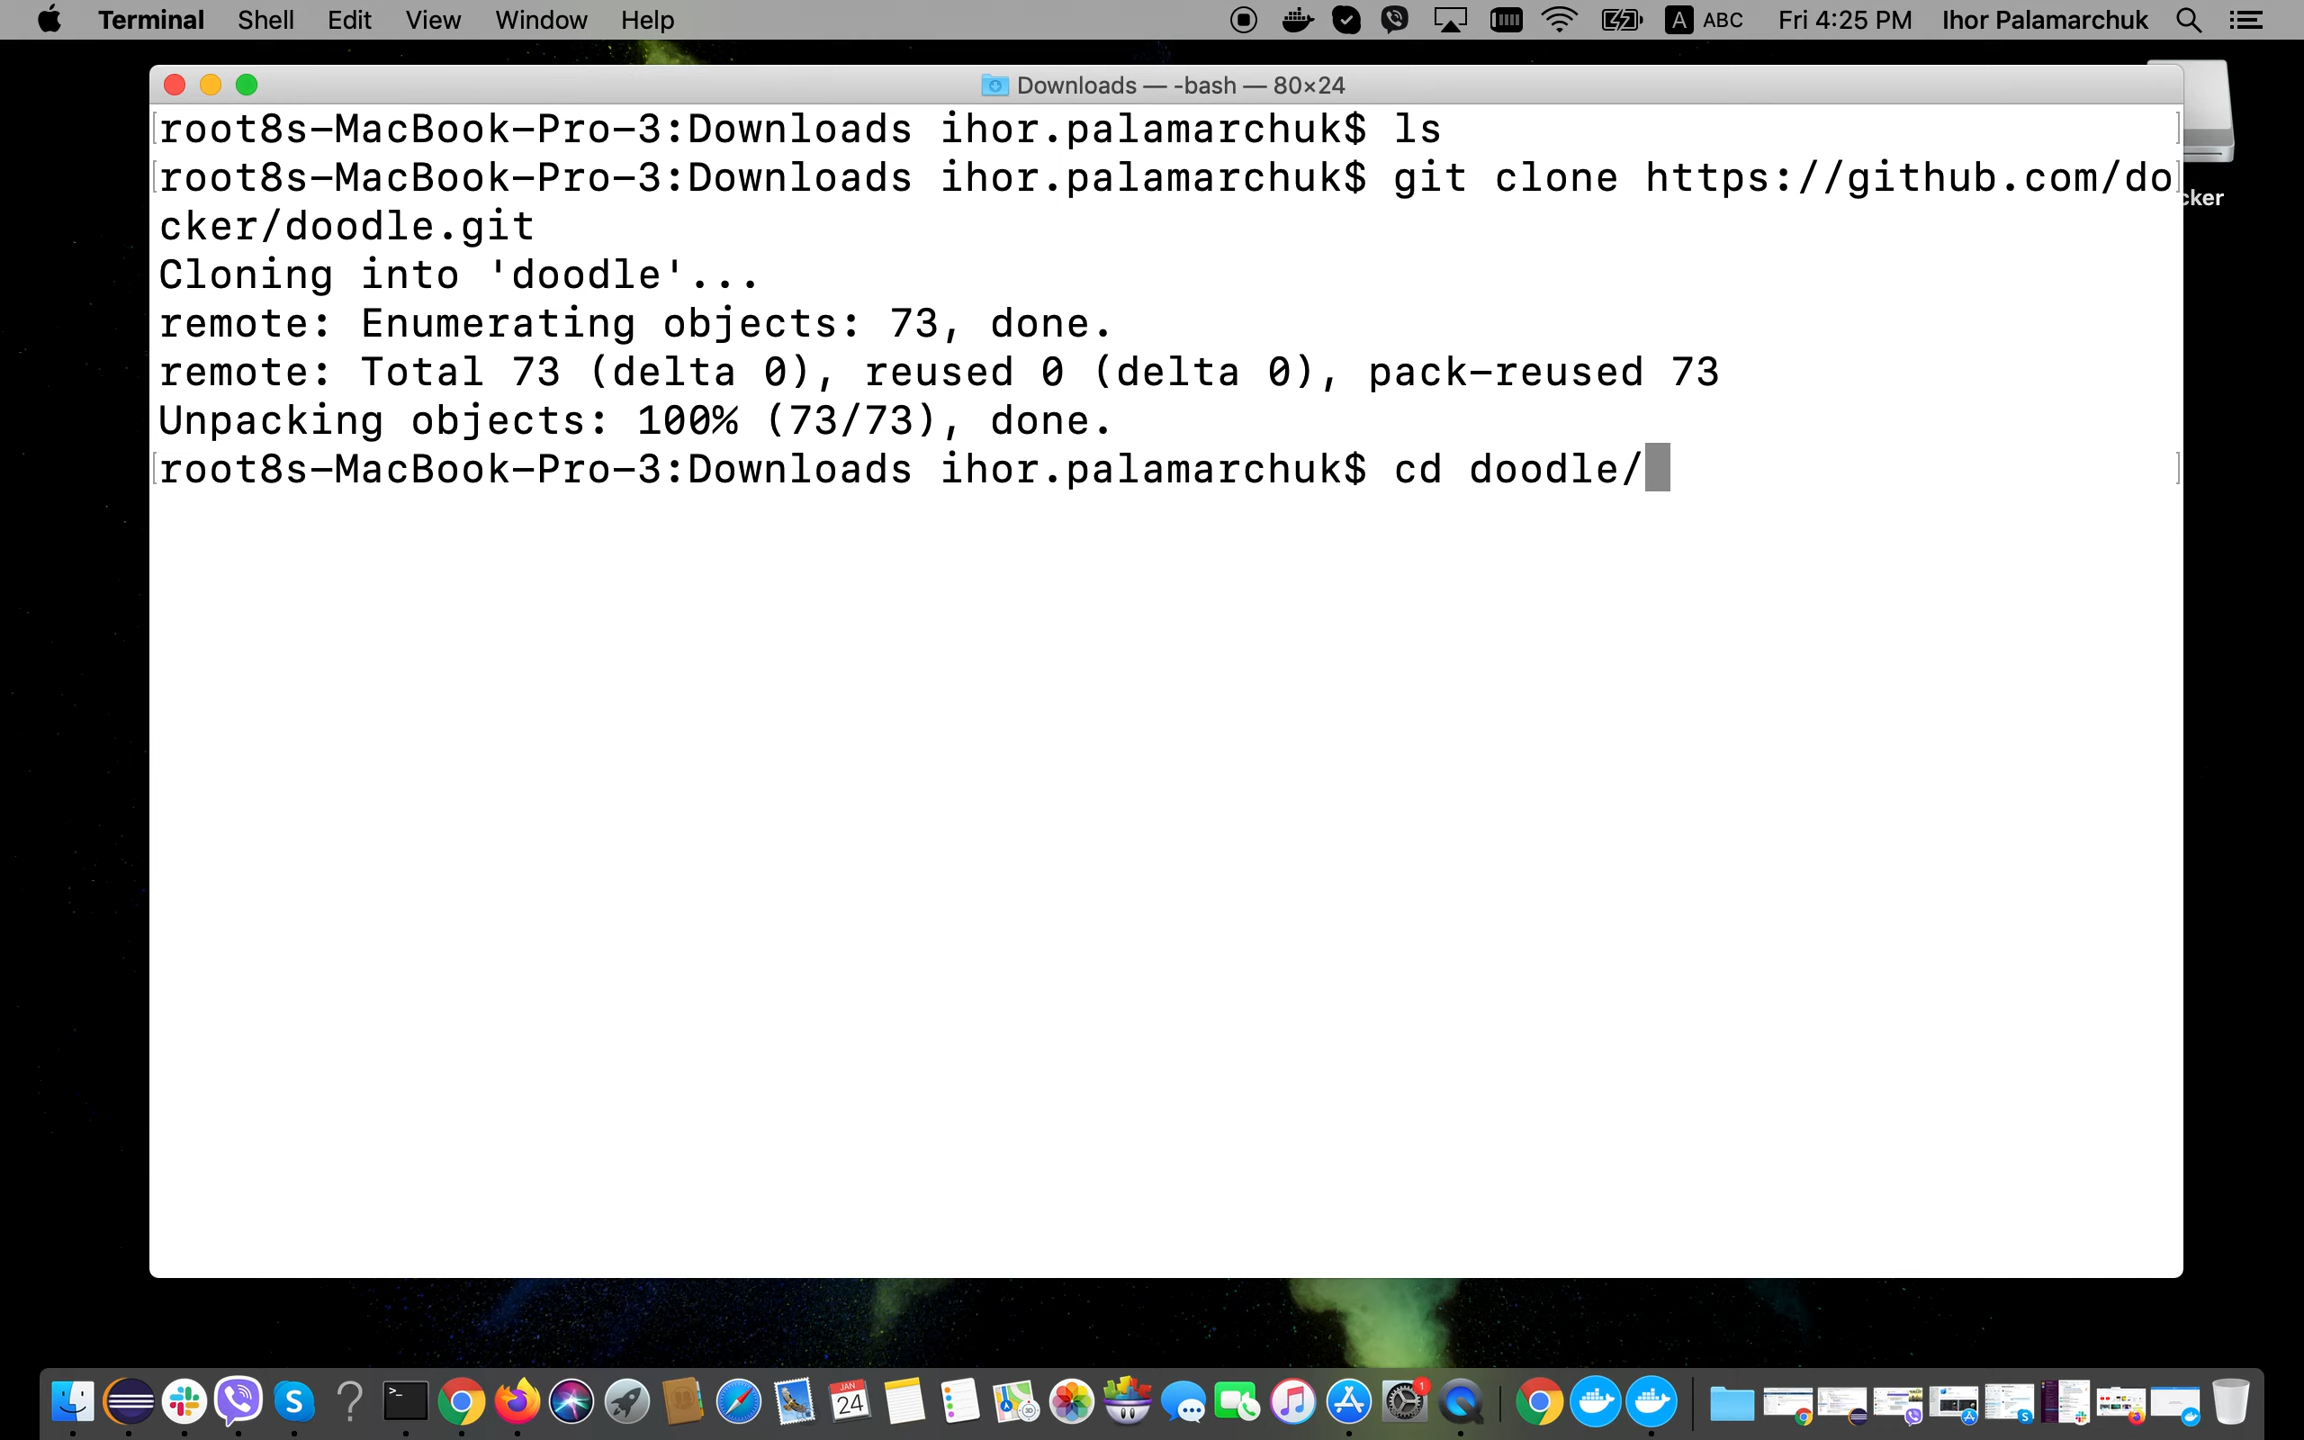 Terminal Shell Edit View Window Help A ABC Fri 4:25 PM Ihor Palamarchuk
Downloads — -bash — 80×24
root8s-MacBook-Pro-3:Downloads ihor.palamarchuk$ ls
root8s-MacBook-Pro-3:Downloads ihor.palamarchuk$ git clone https://github.com/do
cker/doodle.git
cker
Cloning into 'doodle'...
remote: Enumerating objects: 73, done.
remote: Total 73 (delta 0), reused 0 (delta 0), pack-reused 73
Unpacking objects: 100% (73/73), done.
root8s-MacBook-Pro-3:Downloads ihor.palamarchuk$ cd doodle/
JAN
24
1